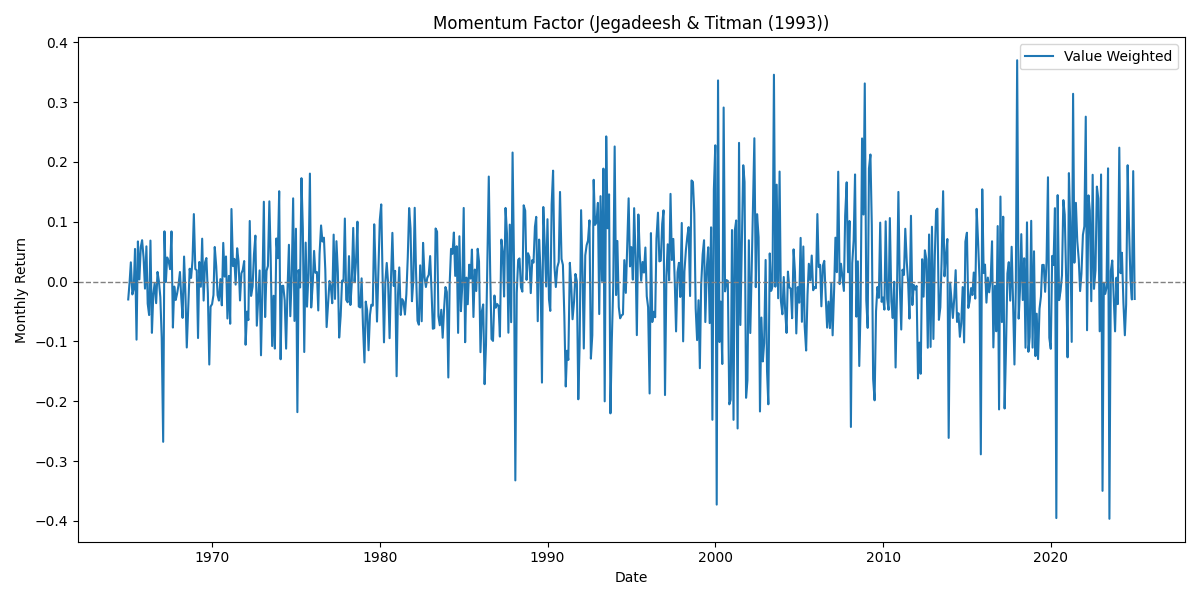 Momentum Factor (Jegadeesh & Titman (1993))
Value Weighted
Monthly Return
0.4
0.3
0.2
0.1
0.0
−0.1
−0.2
−0.3
−0.4
1970 1980 1990 2000 2010 2020
Date